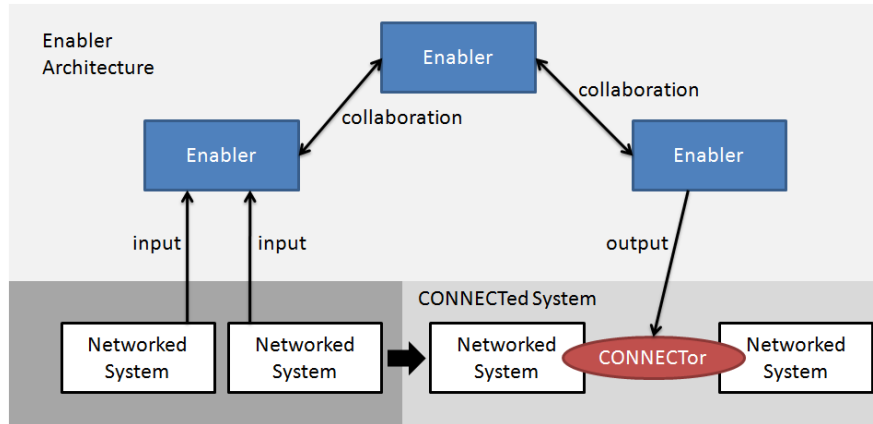 Enabler
Architecture
Enabler
collaboration
collaboration
Enabler
Enabler
input
input
output
CONNECTed System
Networked
System
Networked
System
Networked
System
CONNECTor
Networked
System